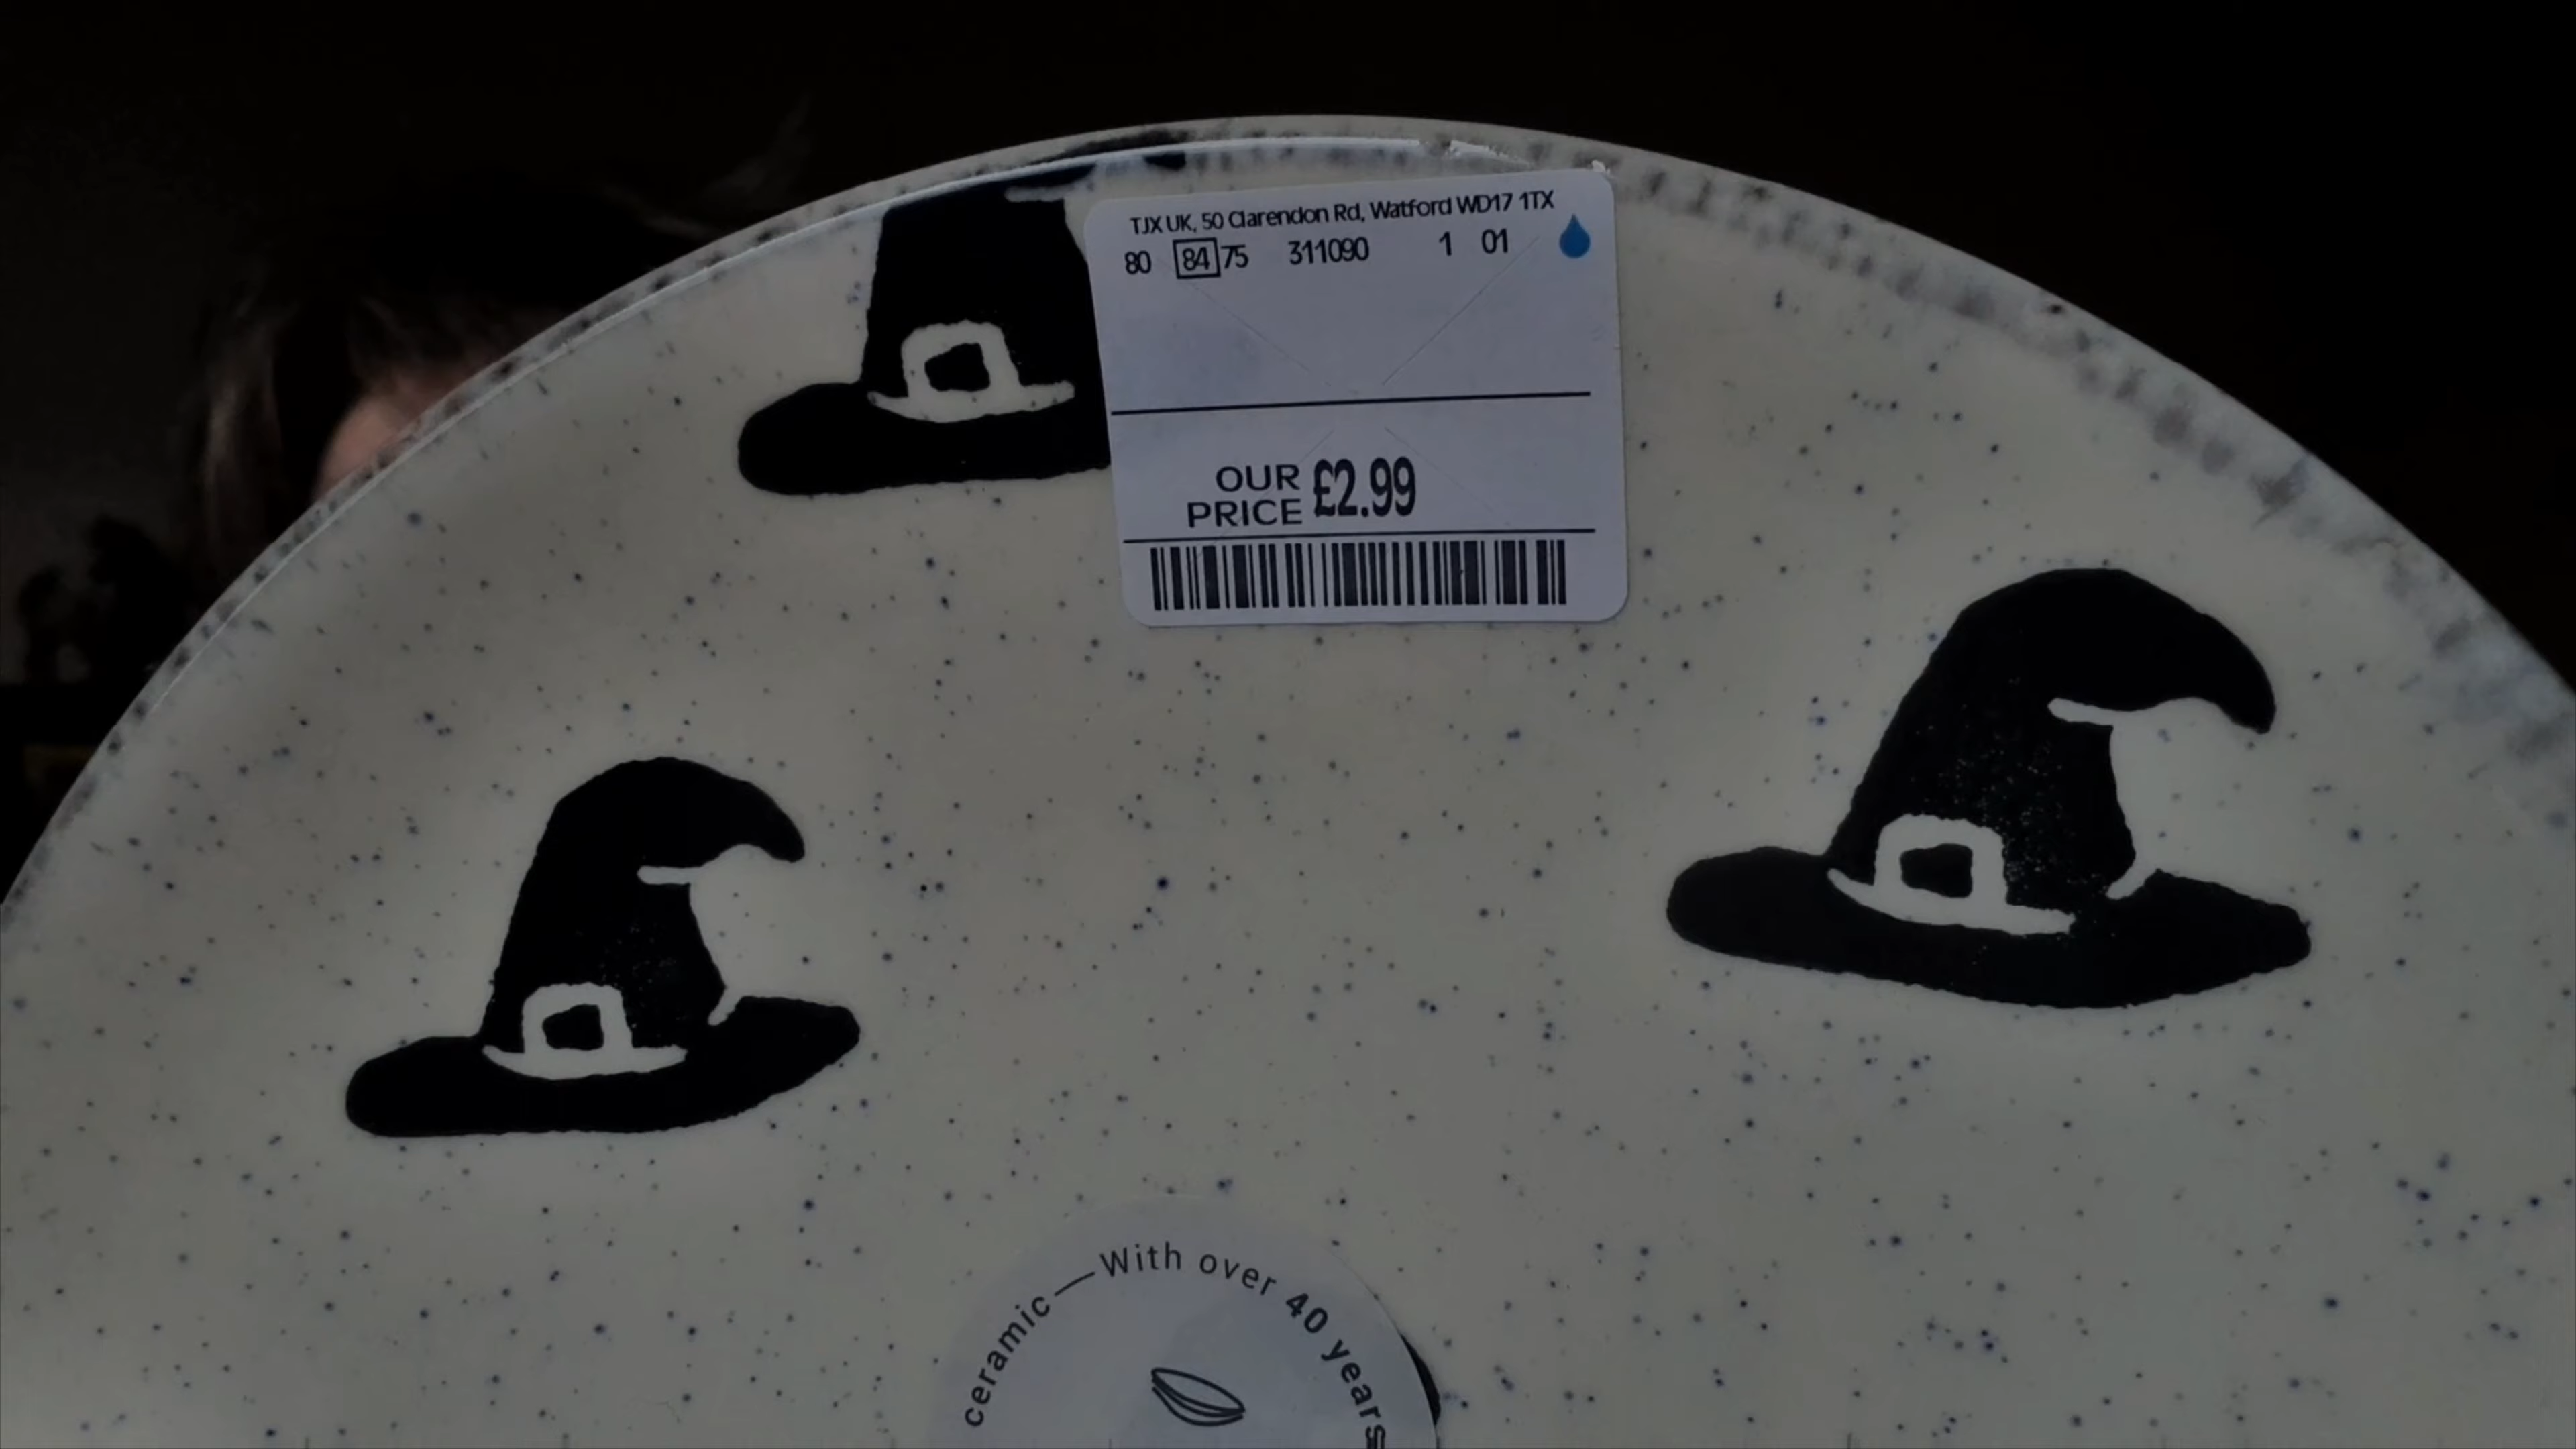 TJX UK, 50 Clarendon Rd, Watford WD17 1TX
80 84 75 311090 1 01
OUR
PRICE £2.99
ceramic — With over 40 years